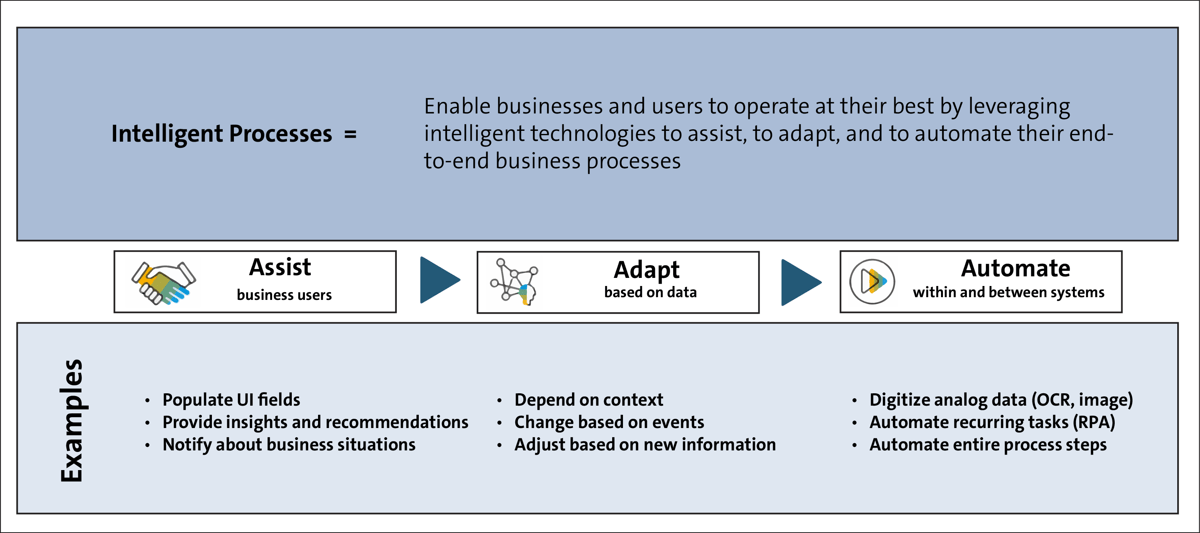 Intelligent Processes =
Enable businesses and users to operate at their best by leveraging
intelligent technologies to assist, to adapt, and to automate their end-
to-end business processes
Assist
business users
Adapt
based on data
Automate
within and between systems
Examples
• Populate UI fields
• Provide insights and recommendations
• Notify about business situations
• Depend on context
• Change based on events
• Adjust based on new information
• Digitize analog data (OCR, image)
• Automate recurring tasks (RPA)
• Automate entire process steps